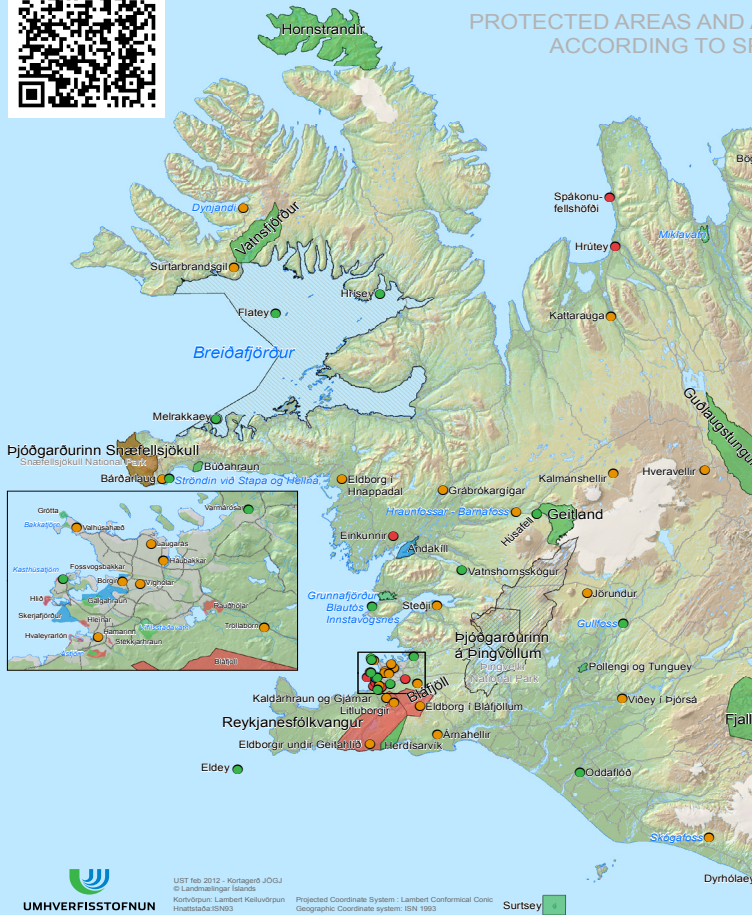 PROTECTED AREAS AND
ACCORDING TO
Hornstrandir
Dynjandi
Vatnsfjörður
Surtarbrandsgil
Spákonu-
fellshöfði
Miklavatn
Hrútey
Flatey
Hrísey
Kattarauga
Breiðafjörður
Guðlaugstungur
Melrakkaey
Þjóðgarðurinn Snæfellsjökull
Snæfellsjökull National Park
Búðahraun
Bárðarlaug
Ströndin við Stapa og Hellna
Eldborg í
Hnappadal
Grábrókargígar
Kalmanshellir
Hveravellir
Hraunfossar - Barnafoss
Húsafell
Geitland
Einkunnir
Andakíll
Vatnshornsskógur
Grunnafjörður
Blautós
Innstavogsnes
Steðji
Jörundur
Gullfoss
Þjóðgarðurinn
á Þingvöllum
Þingvellir
National Park
Pollengi og Tunguey
Grótta
Bakkatjörn
Valhúsahæð
Varmárósar
Laugarás
Fossvogsbakkar
Háubakkar
Kasthúsatjörn
Borgir
Víghólar
Hlið
Gálgahraun
Skerjafjörður
Hleinar
Rauðhólar
Hvaleyrarlón
Hamarinn
Stekkjarhraun
Tröllabörn
Ástjörn
Bláfjöll
Bláfjöll
Kaldárhraun og Gjárnar
Litluborgir
Eldborg í Bláfjöllum
Viðey í Þjórsá
Reykjanesfólkvangur
Eldborgir undir Geitahlíð
Herdísarvík
Árnahellir
Eldey
Oddaflóð
Fjall
Skógafoss
Dyrhólaey
Surtsey
UMHVERFISSTOFNUN
UST feb 2012 - Kortagerð JÖGJ
© Landmælingar Íslands
Kortvörpun: Lambert Keiluvörpun
Hnattstaða:ISN93
Projected Coordinate System : Lambert Conformical Conic
Geographic Coordinate system: ISN 1993